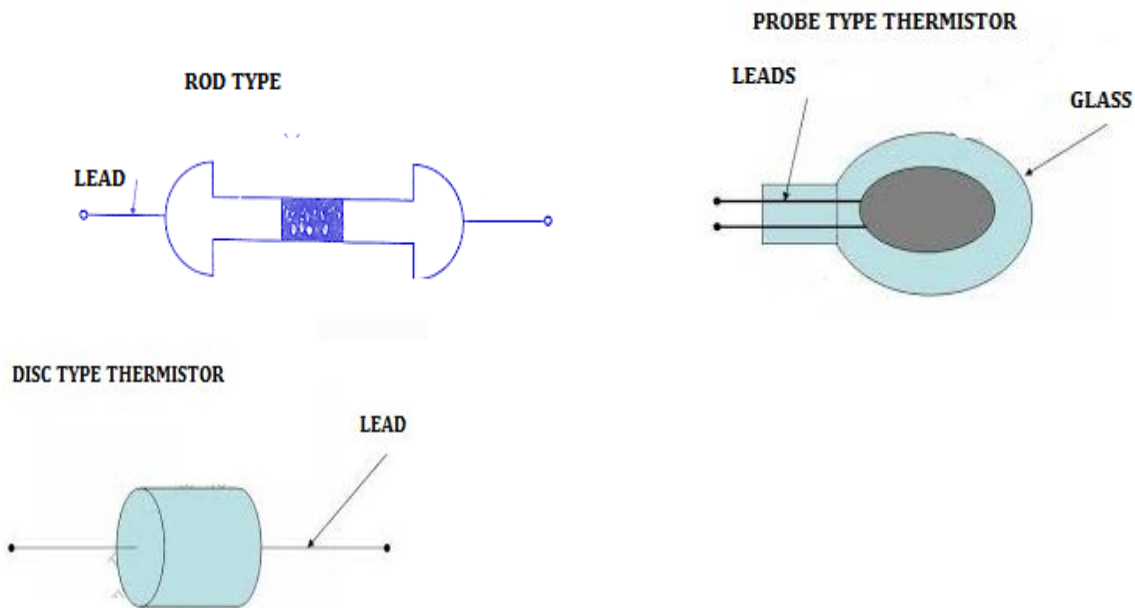 PROBE TYPE THERMISTOR
ROD TYPE
LEADS
GLASS
LEAD
DISC TYPE THERMISTOR
LEAD